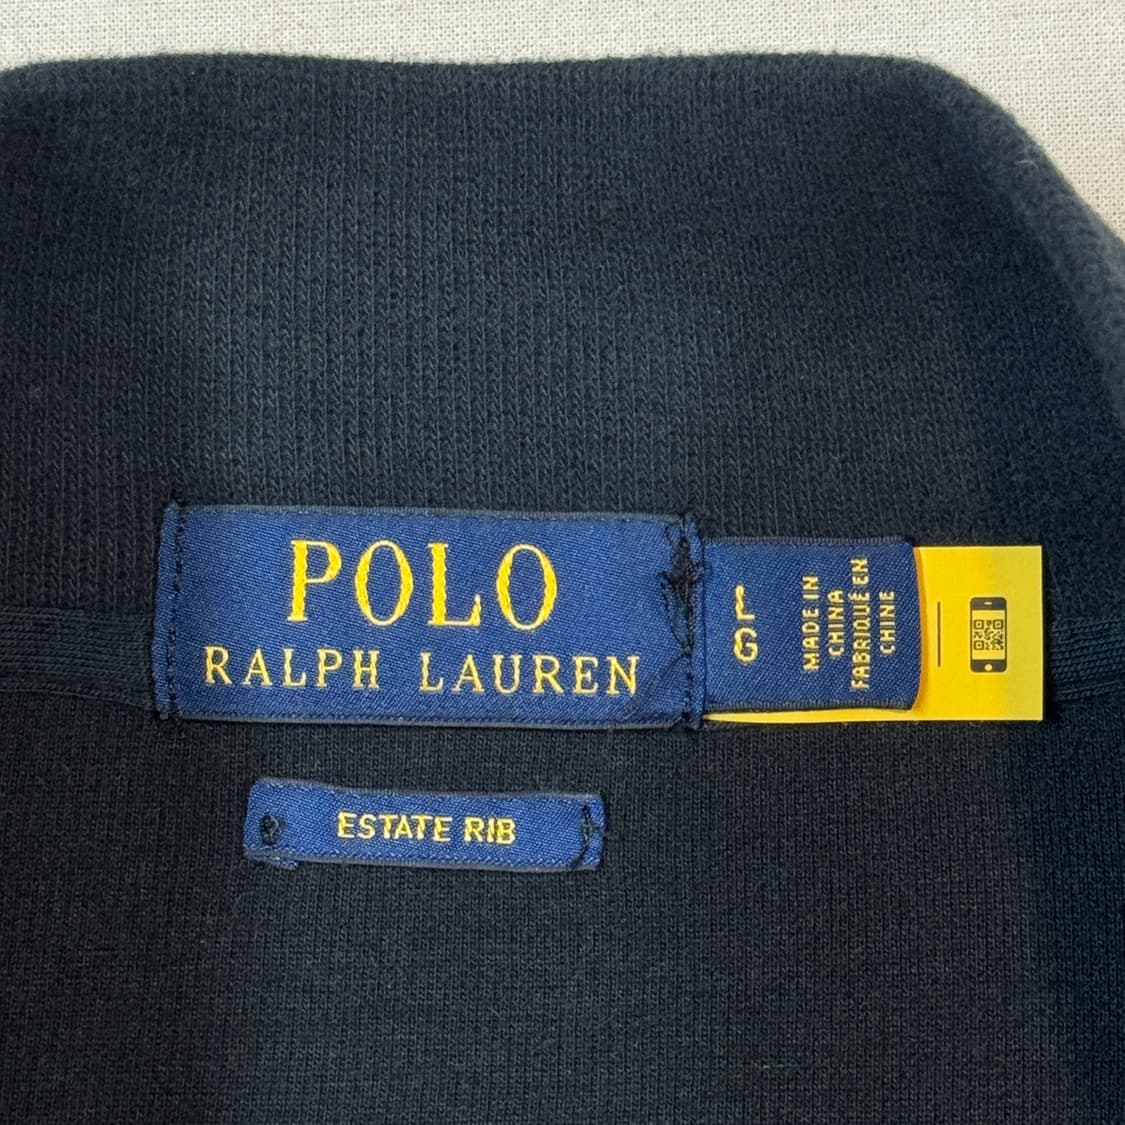 POLO
RALPH LAUREN
L
G
MADE IN
CHINA
FABRIQUÉ EN
CHINE
ESTATE RIB